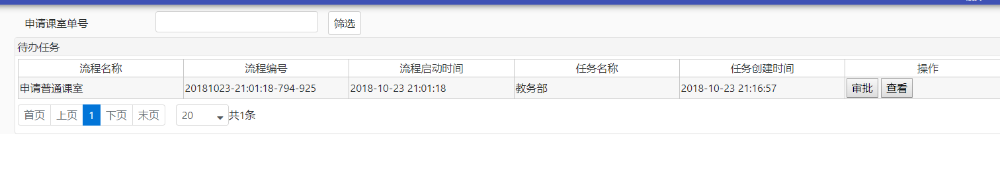 申请课室单号 筛选
待办任务
流程名称 流程编号 流程启动时间 任务名称 任务创建时间 操作
申请普通课室 20181023-21:01:18-794-925 2018-10-23 21:01:18 教务部 2018-10-23 21:16:57 审批 查看
首页 上页 1 下页 末页 20 共1条